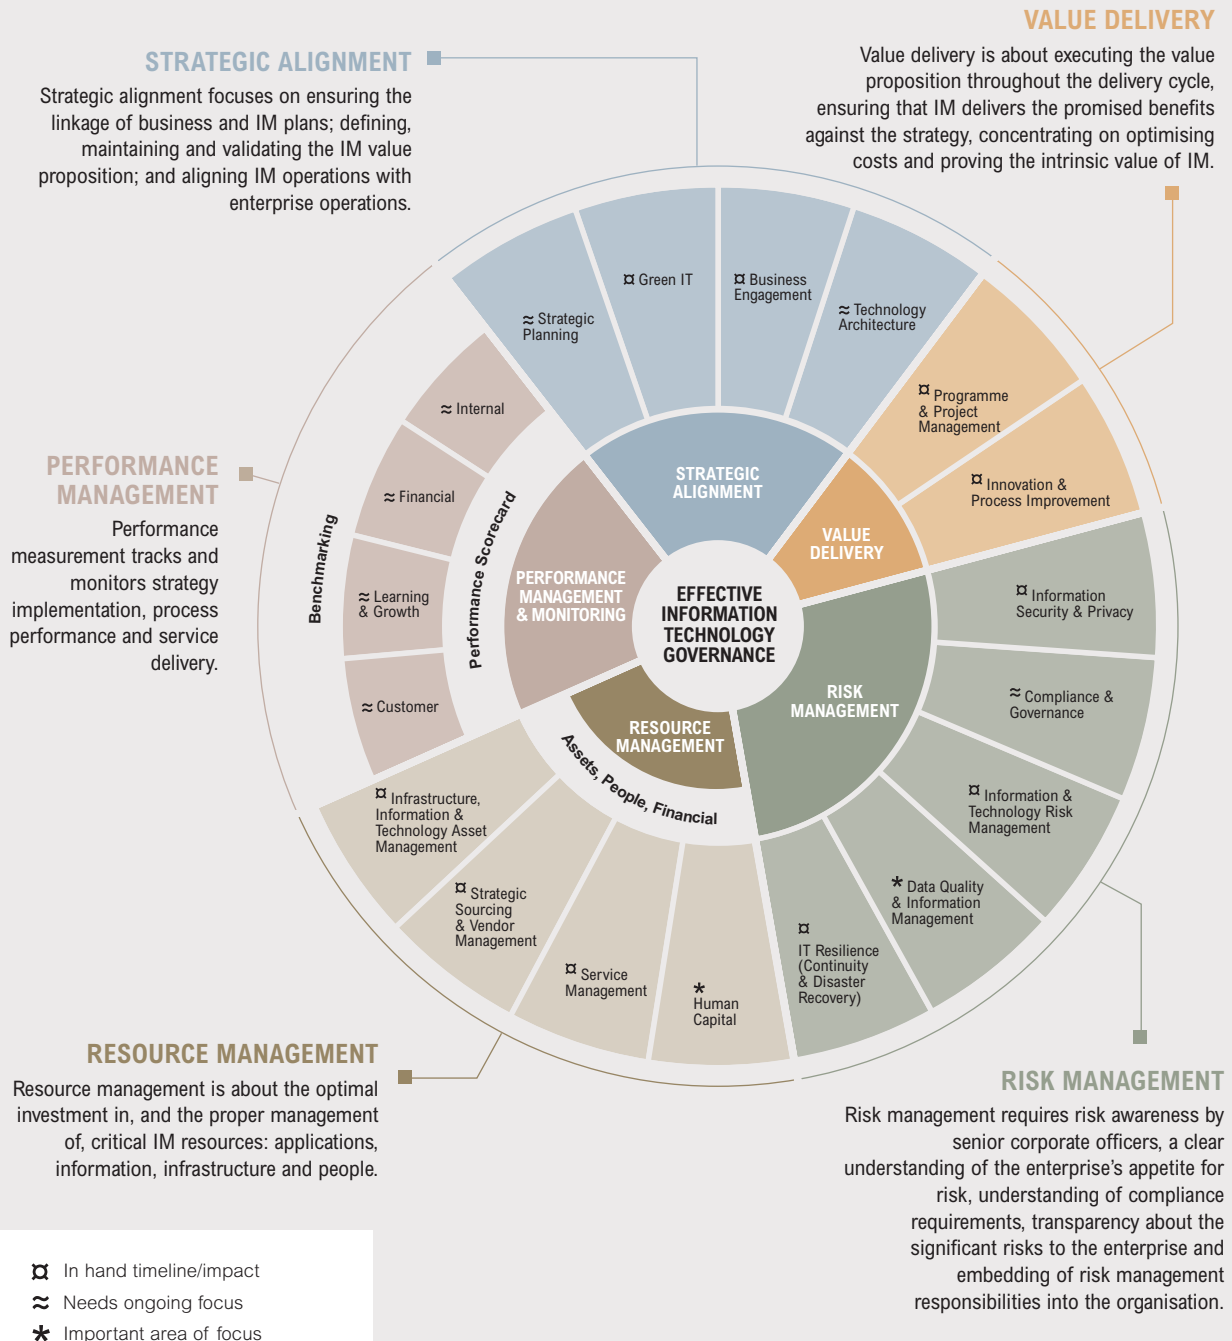 VALUE DELIVERY
Value delivery is about executing the value
proposition throughout the delivery cycle,
ensuring that IM delivers the promised benefits
against the strategy, concentrating on optimising
costs and proving the intrinsic value of IM.
STRATEGIC ALIGNMENT
Strategic alignment focuses on ensuring the
linkage of business and IM plans; defining,
maintaining and validating the IM value
proposition; and aligning IM operations with
enterprise operations.
¤ Green IT
¤ Business
Engagement
≈ Strategic
Planning
≈ Technology
Architecture
¤ Programme
& Project
Management
¤ Innovation &
Process Improvement
≈ Internal
≈ Financial
≈ Learning
& Growth
≈ Customer
Benchmarking
Performance Scorecard
PERFORMANCE
MANAGEMENT
Performance
measurement tracks and
monitors strategy
implementation, process
performance and service
delivery.
STRATEGIC
ALIGNMENT
VALUE
DELIVERY
PERFORMANCE
MANAGEMENT
& MONITORING
EFFECTIVE
INFORMATION
TECHNOLOGY
GOVERNANCE
RISK
MANAGEMENT
RESOURCE
MANAGEMENT
Assets, People, Financial
¤ Information
Security & Privacy
≈ Compliance &
Governance
¤ Information &
Technology Risk
Management
* Data Quality
& Information
Management
¤
IT Resilience
(Continuity
& Disaster
Recovery)
¤ Infrastructure,
Information &
Technology Asset
Management
¤ Strategic
Sourcing
& Vendor
Management
¤ Service
Management
*
Human
Capital
RESOURCE MANAGEMENT
Resource management is about the optimal
investment in, and the proper management
of, critical IM resources: applications,
information, infrastructure and people.
RISK MANAGEMENT
Risk management requires risk awareness by
senior corporate officers, a clear
understanding of the enterprise's appetite for
risk, understanding of compliance
requirements, transparency about the
significant risks to the enterprise and
embedding of risk management
responsibilities into the organisation.
¤ In hand timeline/impact
≈ Needs ongoing focus
* Important area of focus